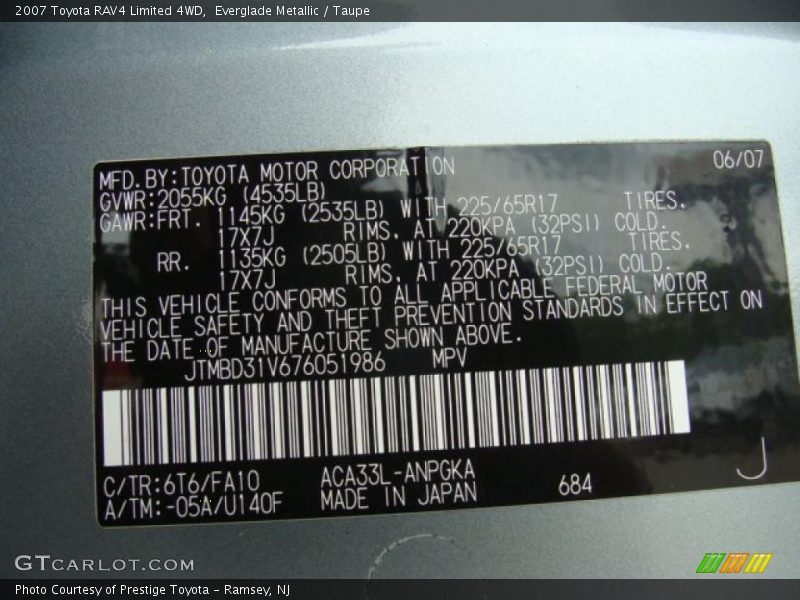 2007 Toyota RAV4 Limited 4WD,  Everglade Metallic / Taupe
06/07
MFD.BY:TOYOTA MOTOR CORPORATION
GVWR:2055KG (4535LB)
GAWR:FRT. 1145KG (2535LB) WITH 225/65R17 TIRES.
17X7J RIMS, AT 220KPA (32PSI) COLD.
RR. 1135KG (2505LB) WITH 225/65R17 TIRES.
17X7J RIMS, AT 220KPA (32PSI) COLD.
THIS VEHICLE CONFORMS TO ALL APPLICABLE FEDERAL MOTOR
VEHICLE SAFETY AND THEFT PREVENTION STANDARDS IN EFFECT ON
THE DATE OF MANUFACTURE SHOWN ABOVE.
JTMBD31V676051986 MPV
C/TR:6T6/FA10 ACA33L-ANPGKA 684
A/TM:-05A/U140F MADE IN JAPAN
J
GTCARLOT.COM
Photo Courtesy of Prestige Toyota – Ramsey, NJ